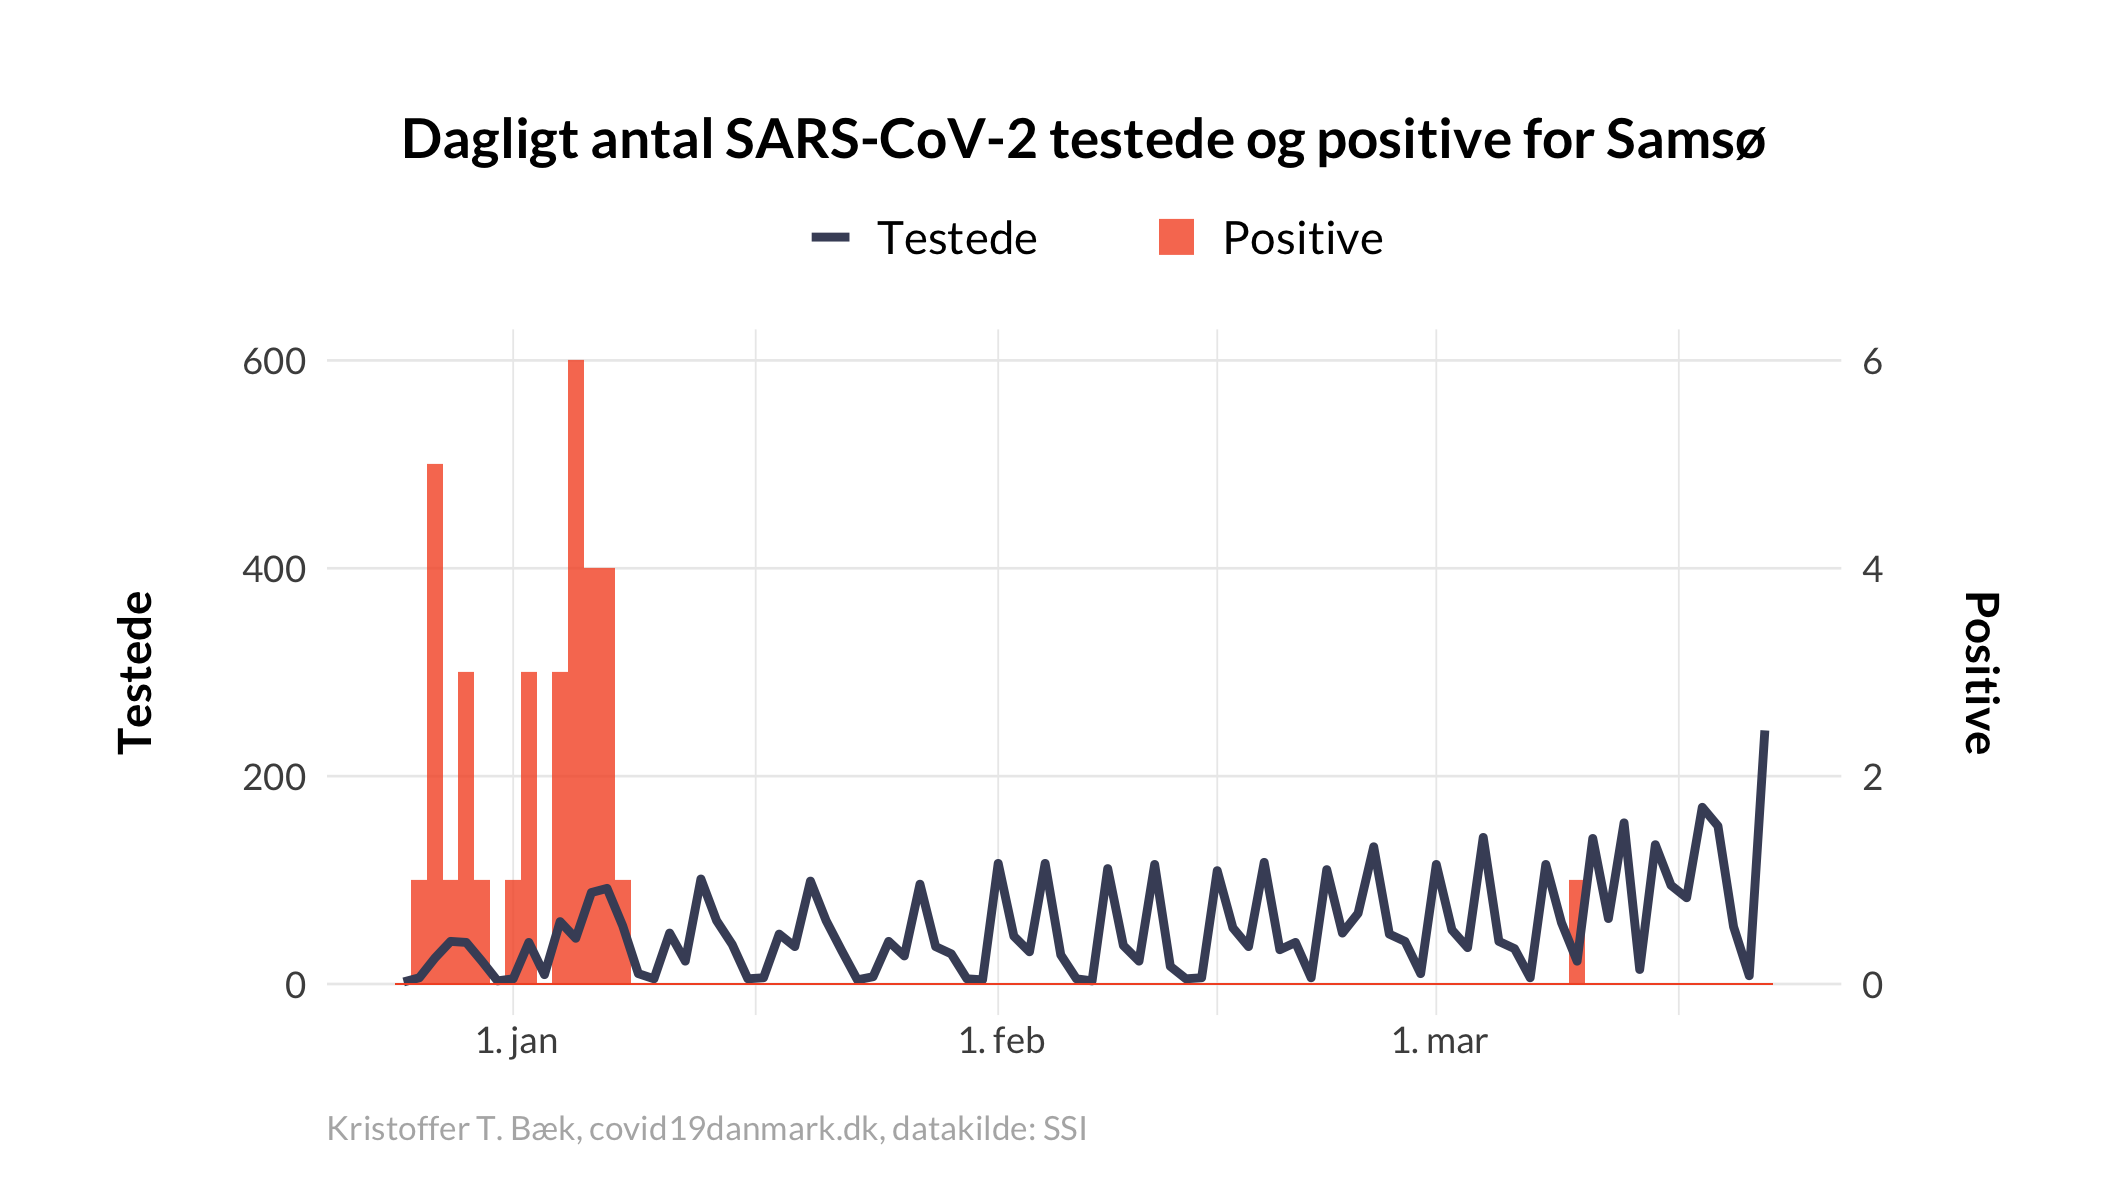 Dagligt antal SARS-CoV-2 testede og positive for Samsø
Testede
Positive
600
400
200
0
6
4
2
0
Testede
Positive
1. jan
1. feb
1. mar
Kristoffer T. Bæk, covid19danmark.dk, datakilde: SSI